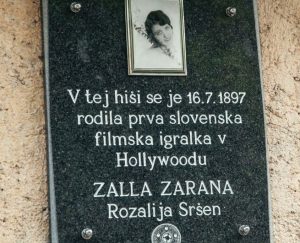 V tej hiši se je 16.7.1897
rodila prva slovenska
filmska igralka v
Hollywoodu
ZALLA ZARANA
Rozalija Sršen